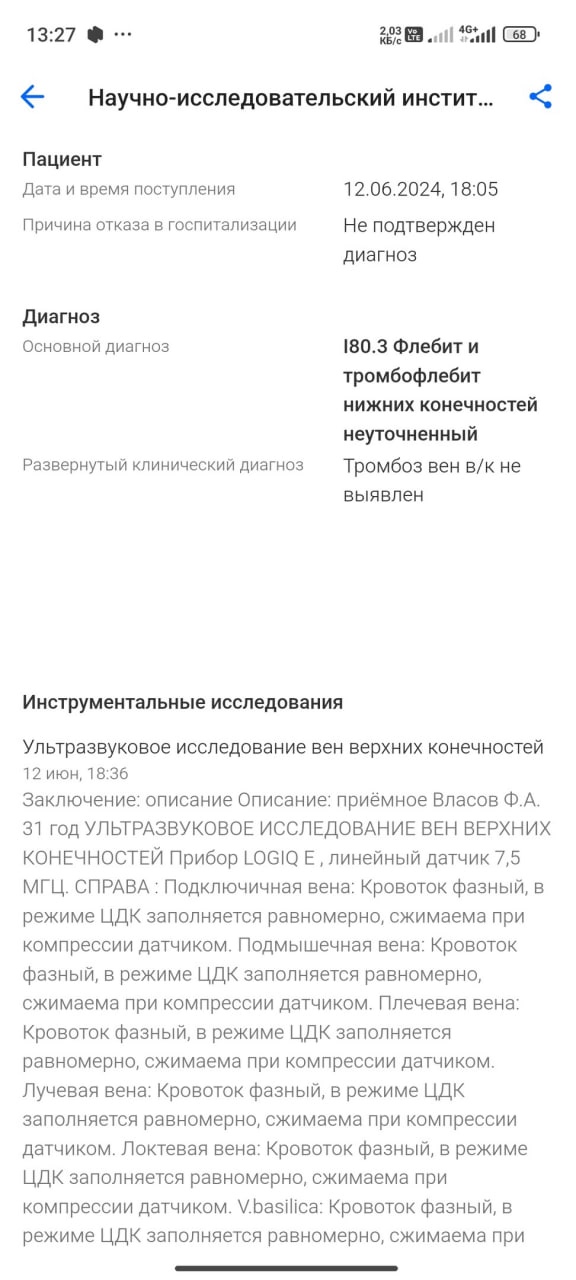 13:27 ...
2,03 КБ/с Vo LTE 4G+ 68
Научно-исследовательский инстит...
Пациент
Дата и время поступления 12.06.2024, 18:05
Причина отказа в госпитализации Не подтвержден
диагноз
Диагноз
Основной диагноз I80.3 Флебит и
тромбофлебит
нижних конечностей
неуточненный
Развернутый клинический диагноз Тромбоз вен в/к не
выявлен
Инструментальные исследования
Ультразвуковое исследование вен верхних конечностей
12 июн, 18:36
Заключение: описание Описание: приёмное Власов Ф.А.
31 год УЛЬТРАЗВУКОВОЕ ИССЛЕДОВАНИЕ ВЕН ВЕРХНИХ
КОНЕЧНОСТЕЙ Прибор LOGIQ E , линейный датчик 7,5
МГЦ. СПРАВА : Подключичная вена: Кровоток фазный, в
режиме ЦДК заполняется равномерно, сжимаема при
компрессии датчиком. Подмышечная вена: Кровоток
фазный, в режиме ЦДК заполняется равномерно,
сжимаема при компрессии датчиком. Плечевая вена:
Кровоток фазный, в режиме ЦДК заполняется
равномерно, сжимаема при компрессии датчиком.
Лучевая вена: Кровоток фазный, в режиме ЦДК
заполняется равномерно, сжимаема при компрессии
датчиком. Локтевая вена: Кровоток фазный, в режиме
ЦДК заполняется равномерно, сжимаема при
компрессии датчиком. V.basilica: Кровоток фазный, в
режиме ЦДК заполняется равномерно, сжимаема при